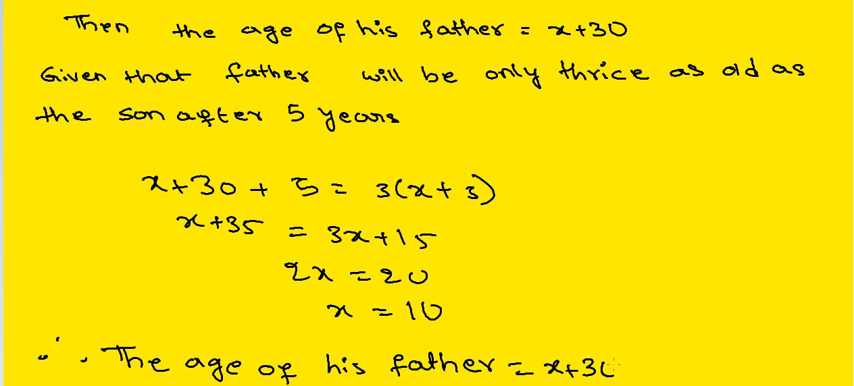 Then the age of his father = x+30
Given that father will be only thrice as old as
the son after 5 years
x+30+5 = 3(x+5)
x+35 = 3x+15
2x = 20
x = 10
∴ The age of his father = x+30